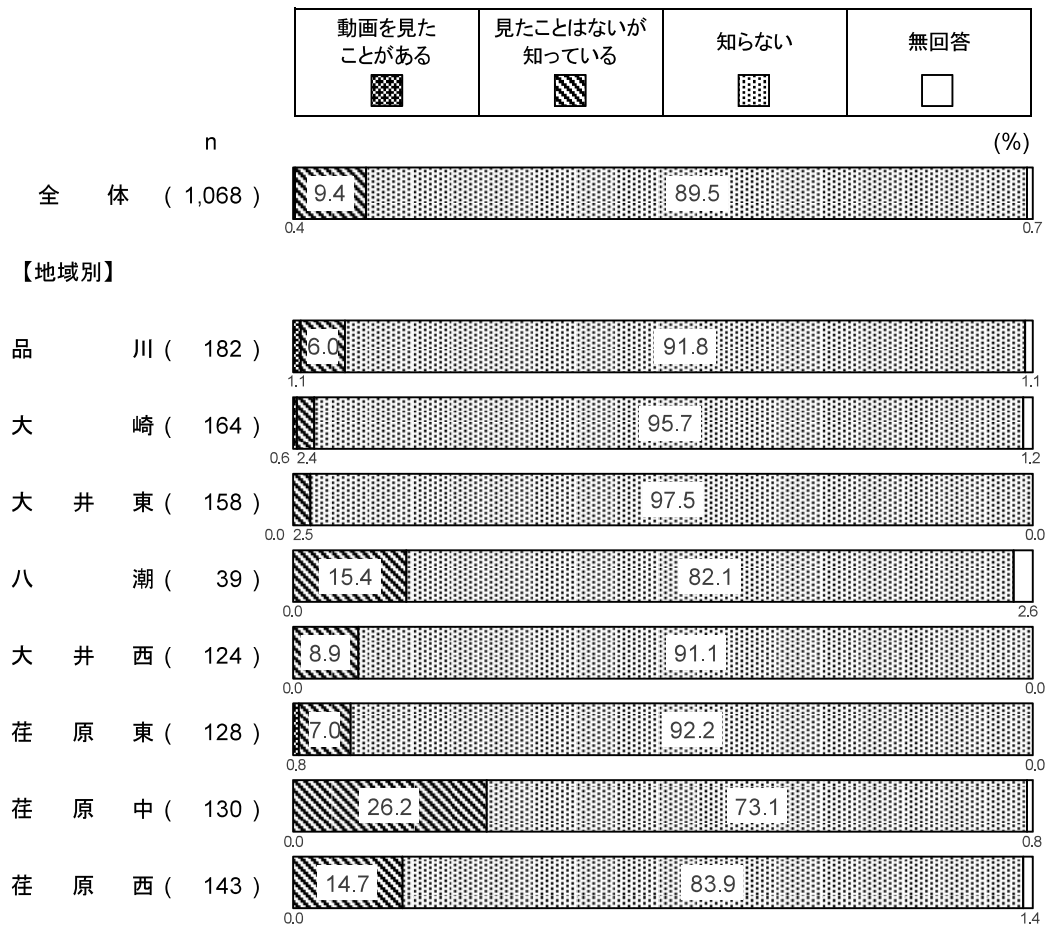 動画を見た
ことがある
見たことはないが
知っている
知らない
無回答
n
(%)
全 体 ( 1,068 ) 9.4 89.5
0.4 0.7
【地域別】
品 川 ( 182 ) 6.0 91.8
1.1 1.1
大 崎 ( 164 ) 95.7
0.6 2.4 1.2
大 井 東 ( 158 ) 97.5
0.0 2.5 0.0
八 潮 ( 39 ) 15.4 82.1
0.0 2.6
大 井 西 ( 124 ) 8.9 91.1
0.0 0.0
荏 原 東 ( 128 ) 7.0 92.2
0.8 0.0
荏 原 中 ( 130 ) 26.2 73.1
0.0 0.8
荏 原 西 ( 143 ) 14.7 83.9
0.0 1.4